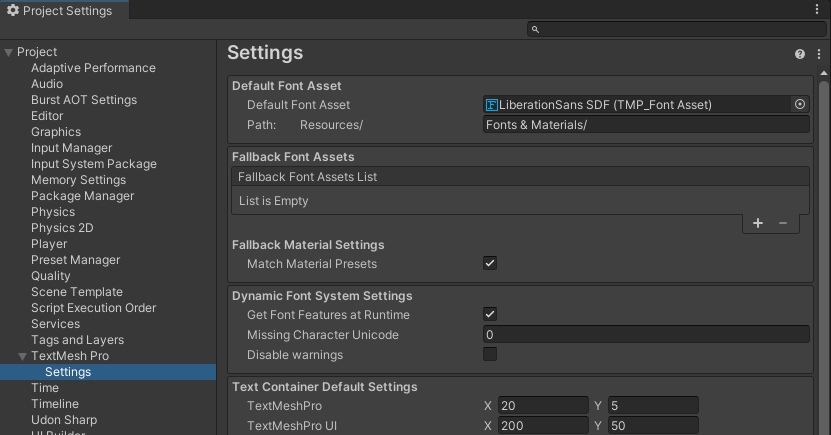 Project Settings
Project
Adaptive Performance
Audio
Burst AOT Settings
Editor
Graphics
Input Manager
Input System Package
Memory Settings
Package Manager
Physics
Physics 2D
Player
Preset Manager
Quality
Scene Template
Script Execution Order
Services
Tags and Layers
TextMesh Pro
Settings
Time
Timeline
Udon Sharp
UI Builder
Settings
Default Font Asset
Default Font Asset F LiberationSans SDF (TMP_Font Asset)
Path: Resources/ Fonts & Materials/
Fallback Font Assets
Fallback Font Assets List
List is Empty
+ −
Fallback Material Settings
Match Material Presets
Dynamic Font System Settings
Get Font Features at Runtime
Missing Character Unicode 0
Disable warnings
Text Container Default Settings
TextMeshPro X 20 Y 5
TextMeshPro UI X 200 Y 50